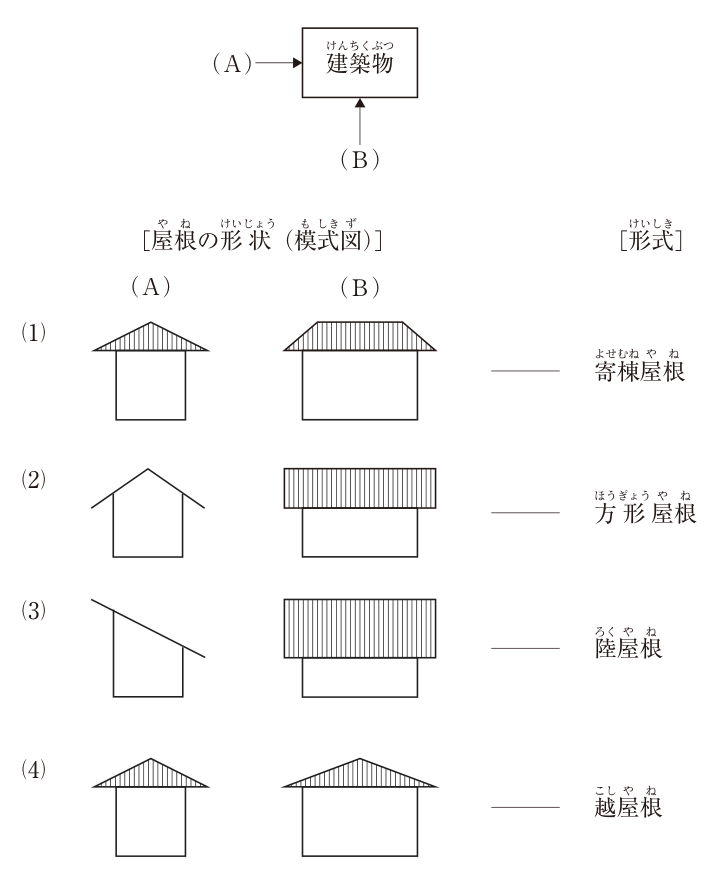 けんちくぶつ
(A) 建築物
(B)
や ね けいじょう も しき ず けいしき
[屋根の形状(模式図)] [形式]
(A) (B)
(1)
よせむね や ね
寄棟屋根
(2)
ほうぎょう や ね
方形屋根
(3)
ろく や ね
陸屋根
(4)
こし や ね
越屋根